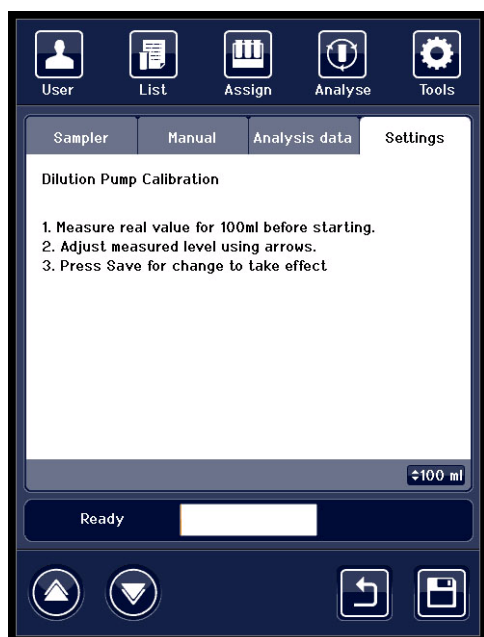 User List Assign Analyse Tools
Sampler Manual Analysis data Settings
Dilution Pump Calibration
1. Measure real value for 100ml before starting.
2. Adjust measured level using arrows.
3. Press Save for change to take effect
100 ml
Ready